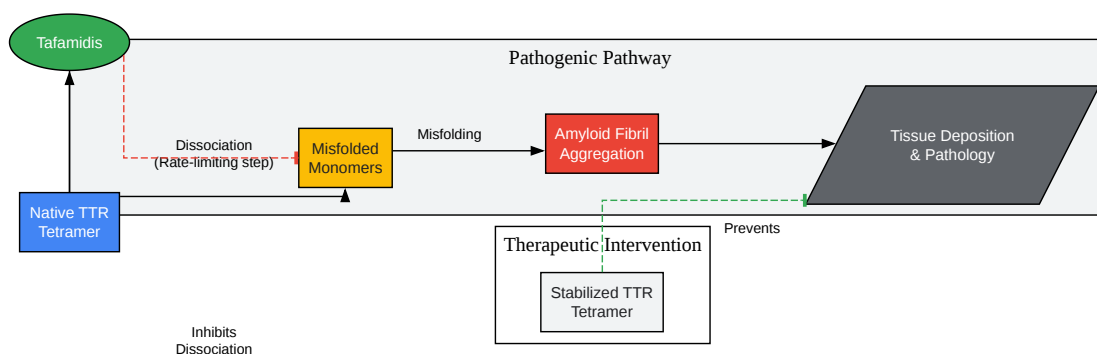 Tafamidis
Pathogenic Pathway
Dissociation
(Rate-limiting step)
Misfolded
Monomers
Misfolding
Amyloid Fibril
Aggregation
Tissue Deposition
& Pathology
Native TTR
Tetramer
Prevents
Therapeutic Intervention
Stabilized TTR
Tetramer
Inhibits
Dissociation